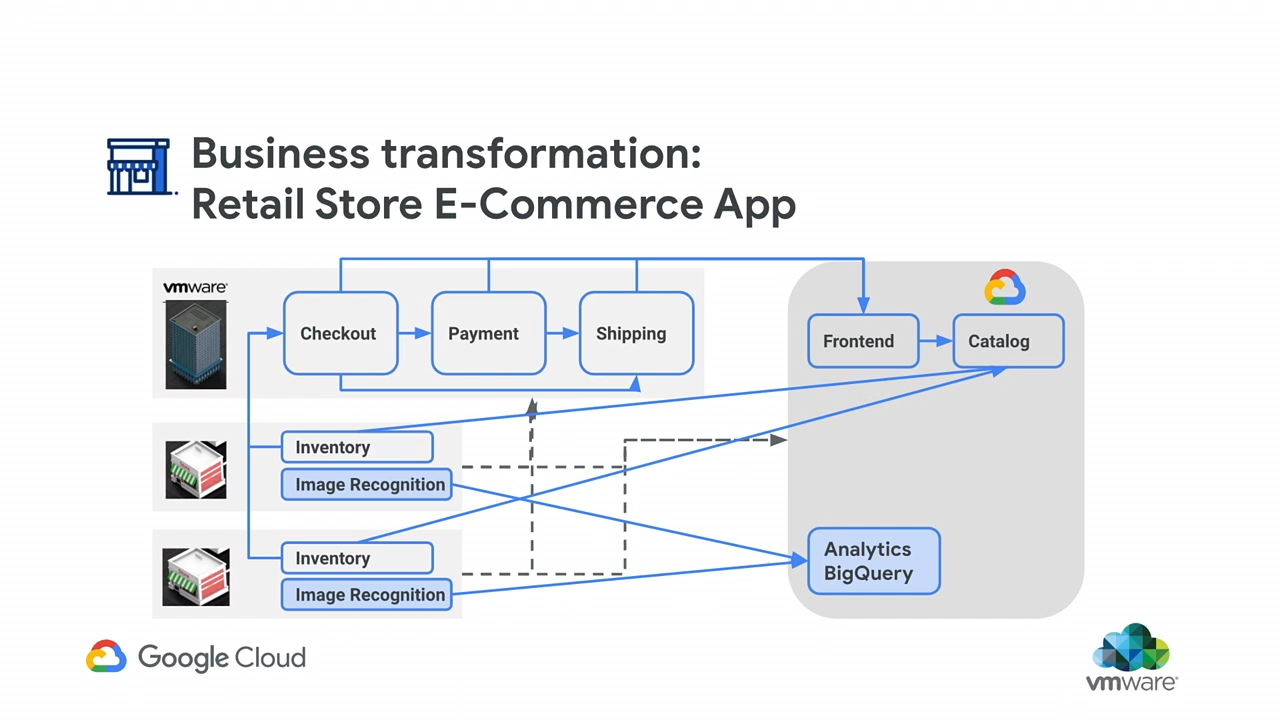 Business transformation:
Retail Store E-Commerce App
vmware
Checkout
Payment
Shipping
Frontend
Catalog
Inventory
Image Recognition
Inventory
Image Recognition
Analytics
BigQuery
Google Cloud
vmware